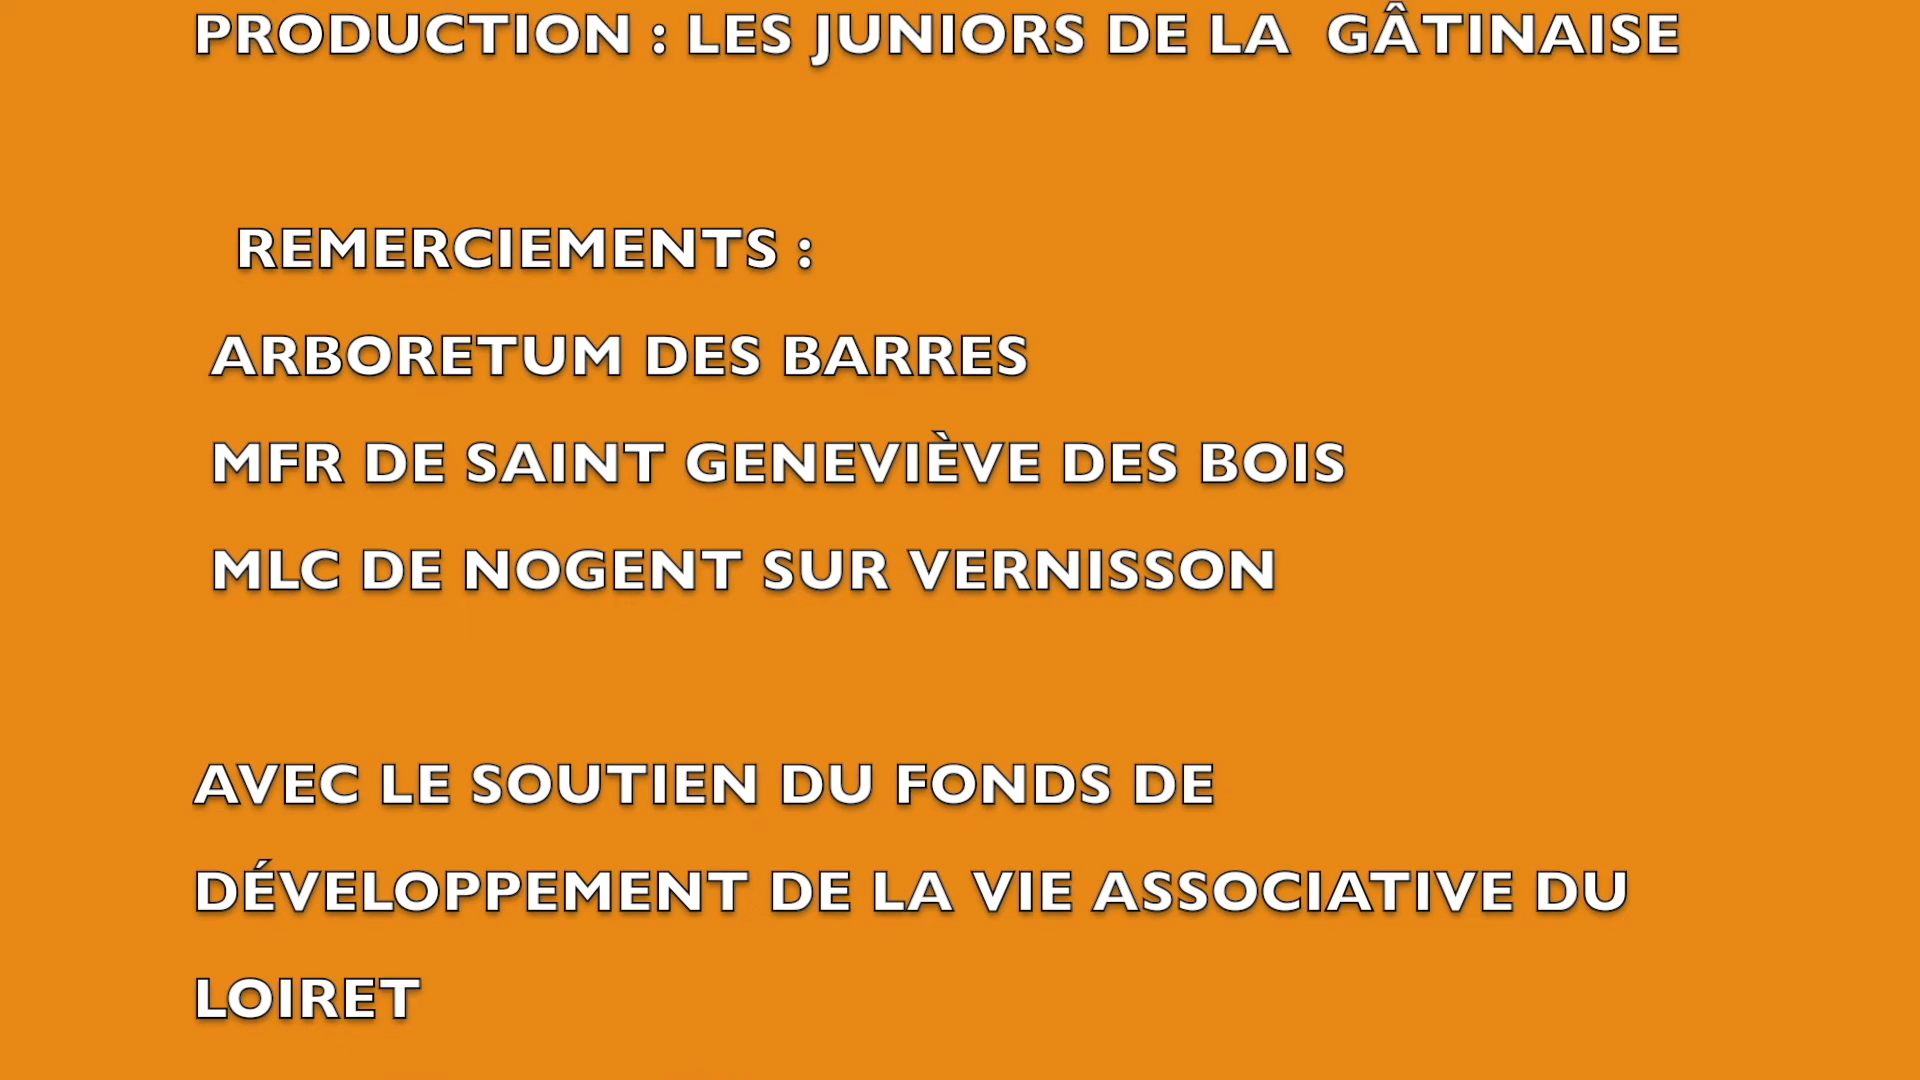 PRODUCTION : LES JUNIORS DE LA GÂTINAISE
REMERCIEMENTS :
ARBORETUM DES BARRES
MFR DE SAINT GENEVIÈVE DES BOIS
MLC DE NOGENT SUR VERNISSON
AVEC LE SOUTIEN DU FONDS DE
DÉVELOPPEMENT DE LA VIE ASSOCIATIVE DU
LOIRET